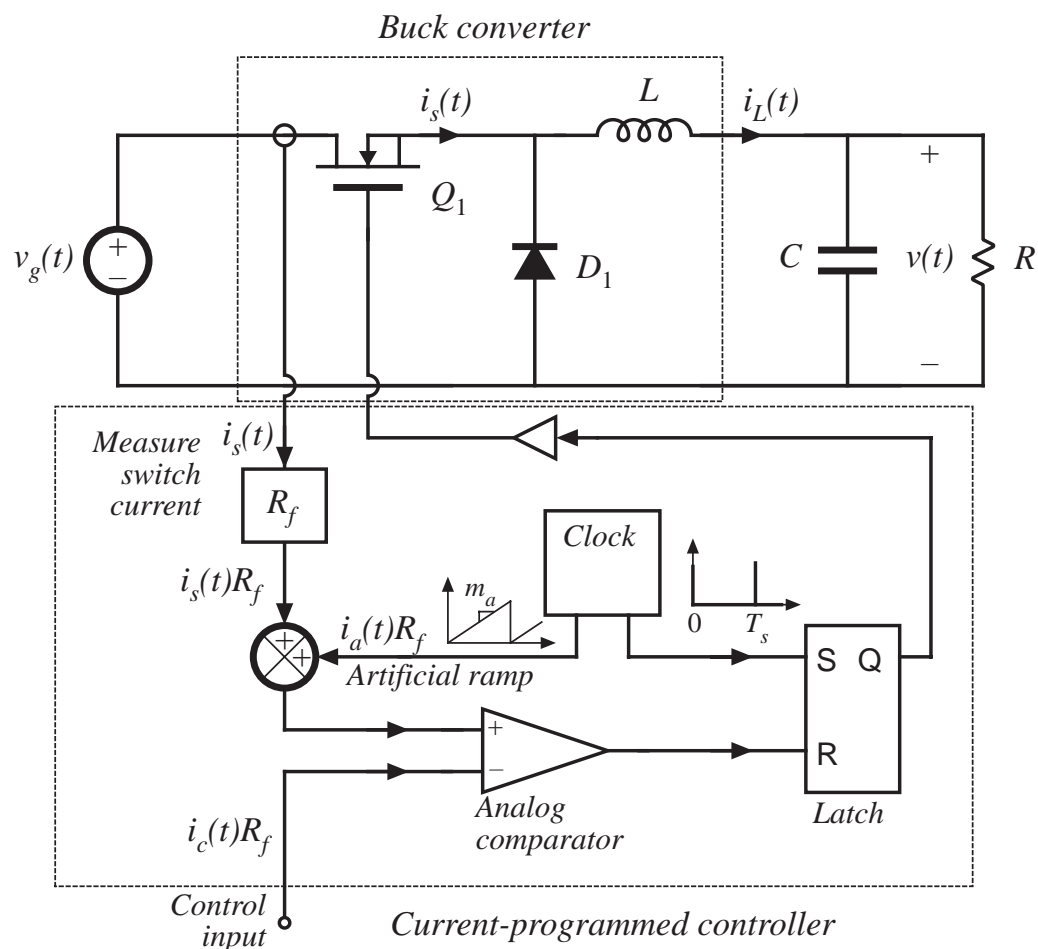 Buck converter
i_s(t)
L
i_L(t)
+
Q_1
v_g(t)
+
–
D_1
C
v(t)
R
–
Measure
switch
current
i_s(t)
R_f
Clock
i_s(t)R_f
m_a
0
T_s
+
+
i_a(t)R_f
Artificial ramp
S
Q
+
–
R
Analog
comparator
Latch
i_c(t)R_f
Control
input
Current-programmed controller